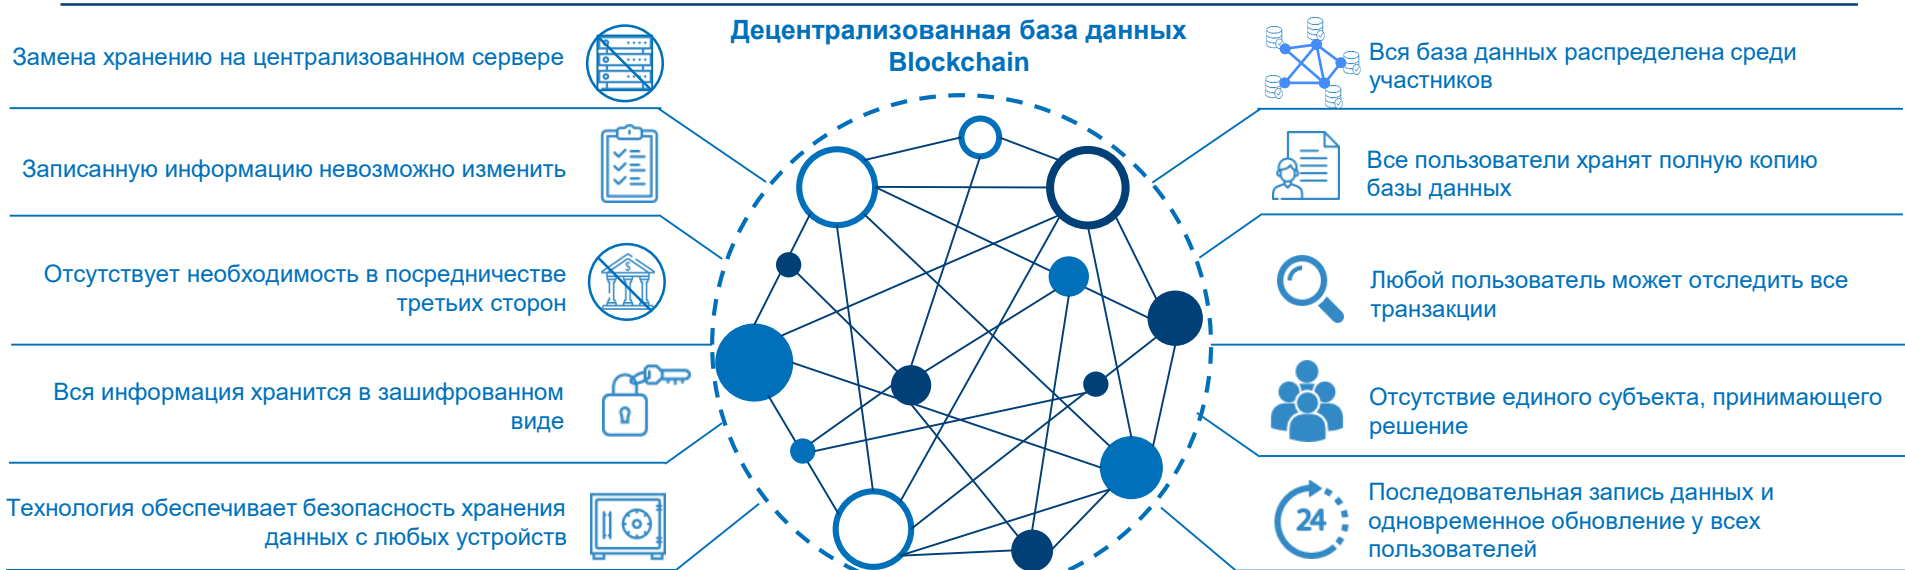 Децентрализованная база данных
Blockchain
Замена хранению на централизованном сервере
Записанную информацию невозможно изменить
Отсутствует необходимость в посредничестве
третьих сторон
Вся информация хранится в зашифрованном
виде
Технология обеспечивает безопасность хранения
данных с любых устройств
Вся база данных распределена среди
участников
Все пользователи хранят полную копию
базы данных
Любой пользователь может отследить все
транзакции
Отсутствие единого субъекта, принимающего
решение
24
Последовательная запись данных и
одновременное обновление у всех
пользователей